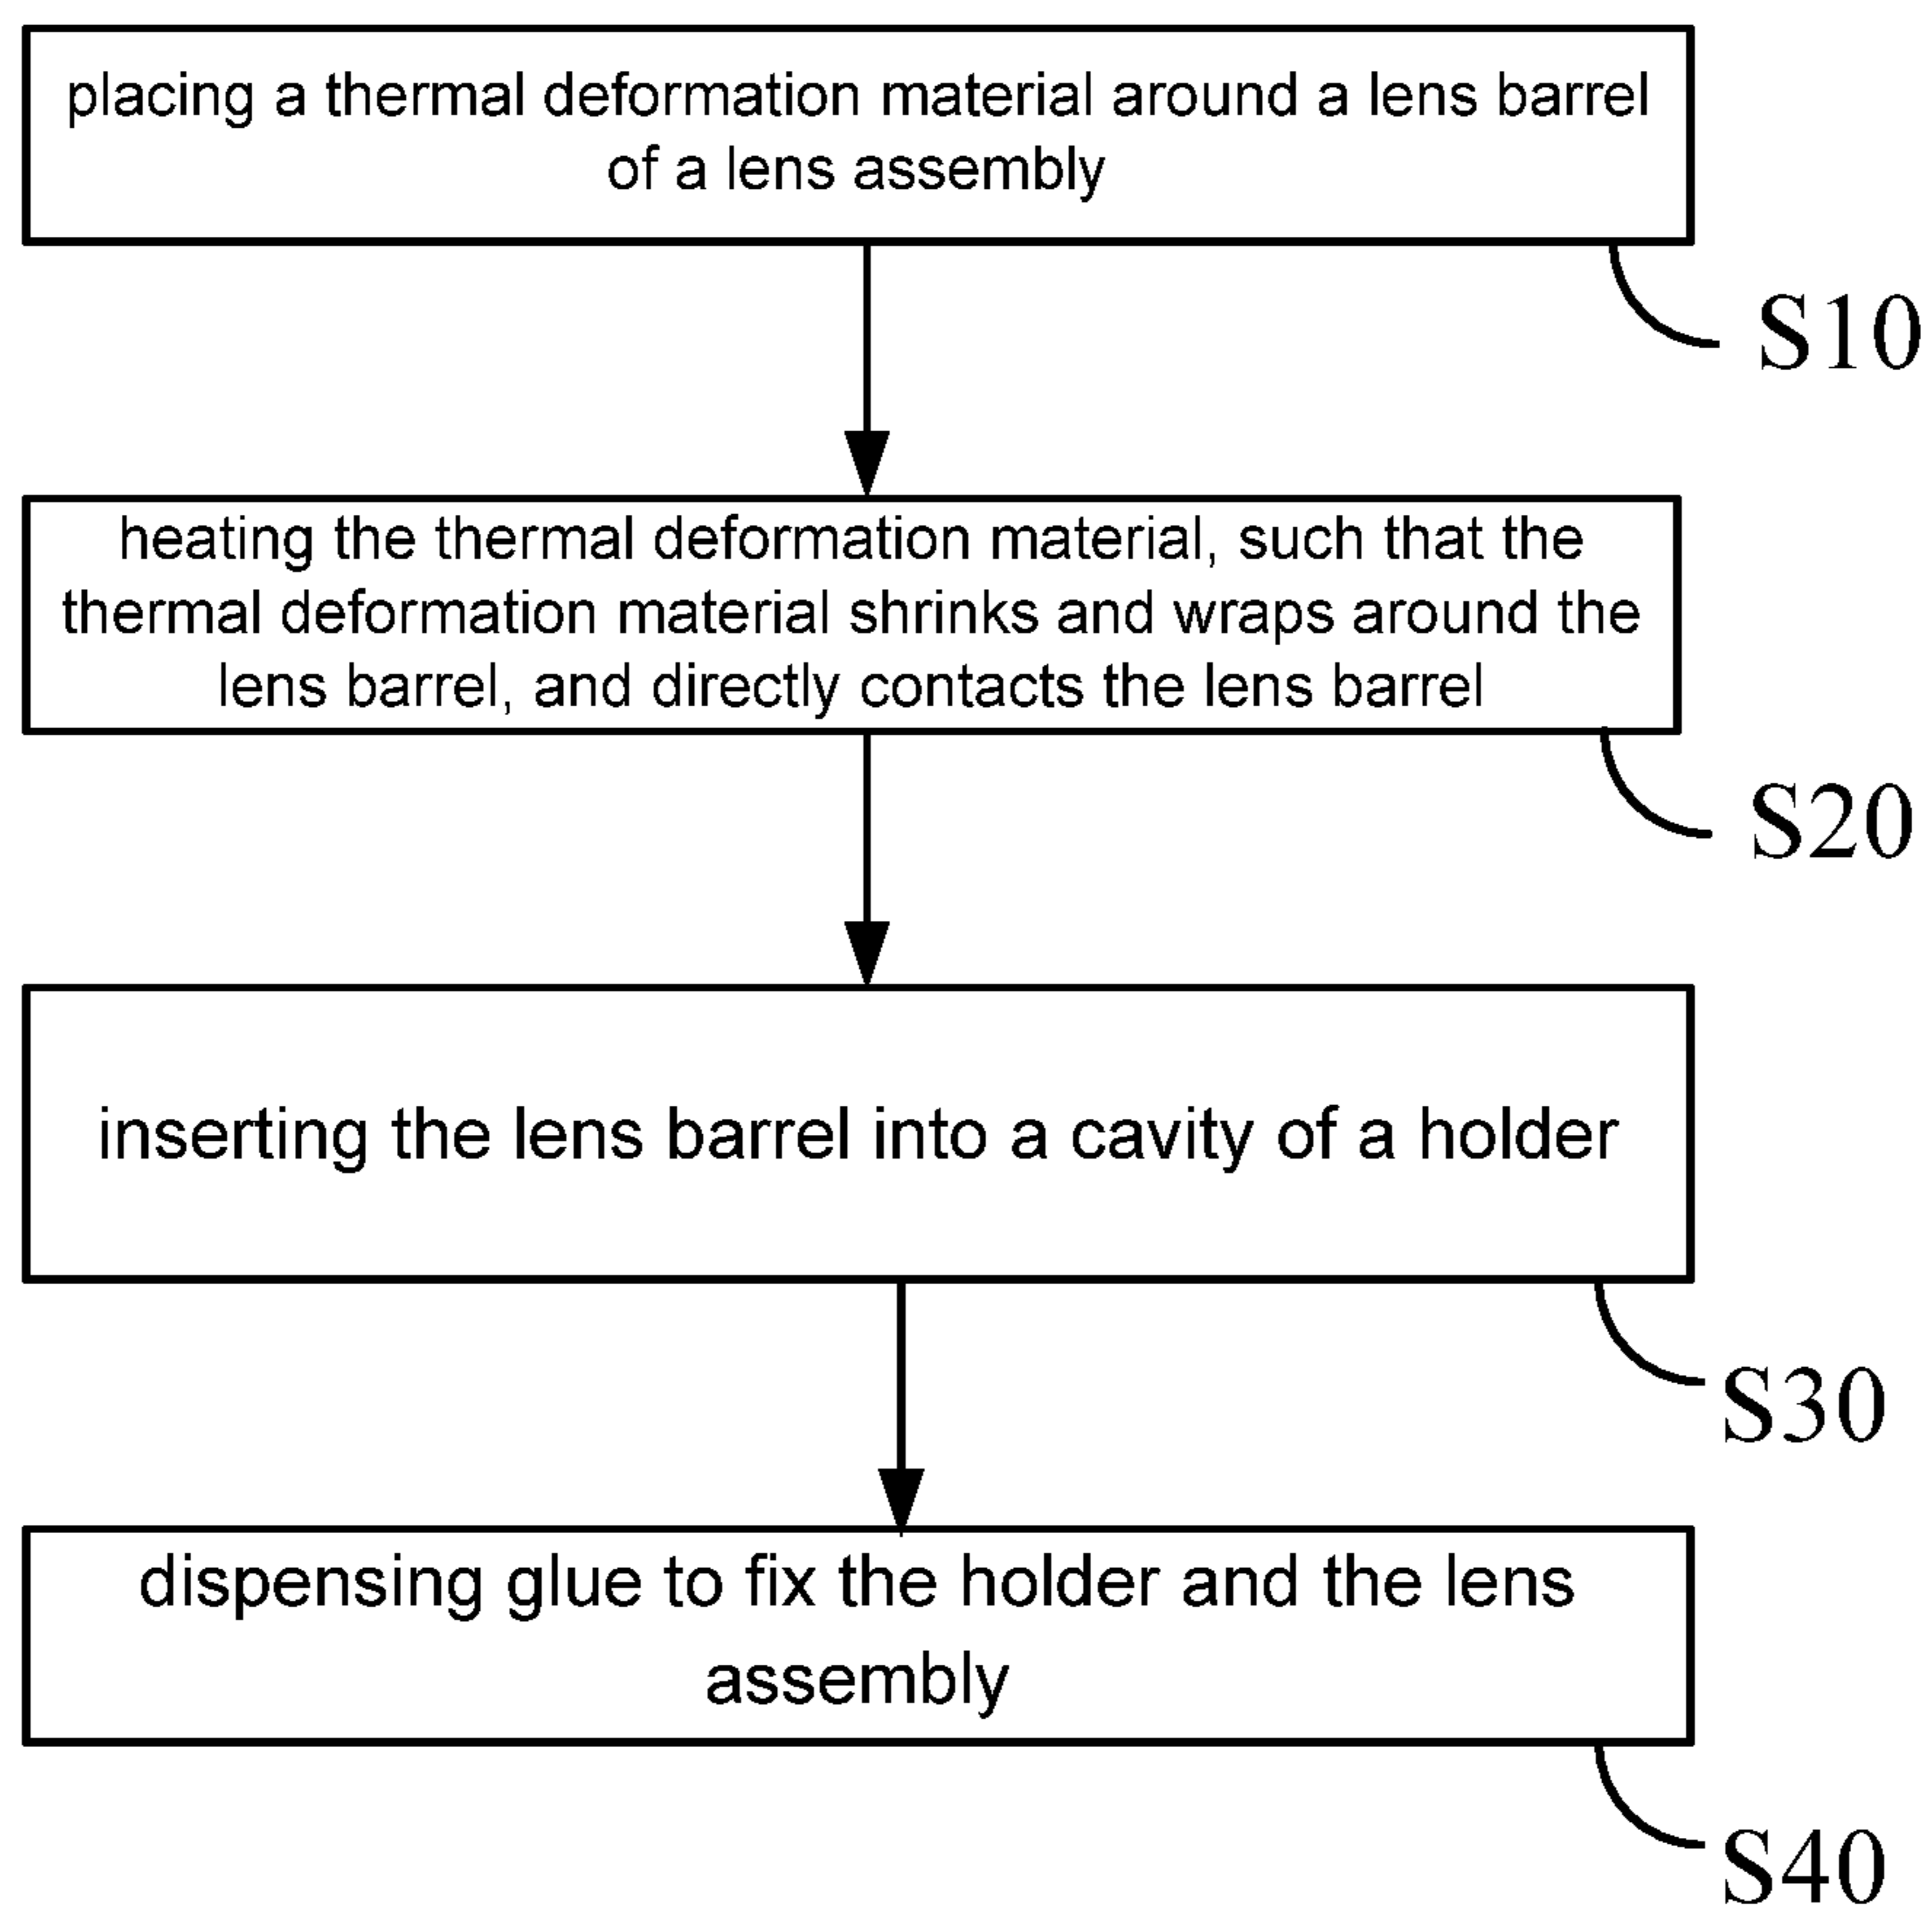 placing a thermal deformation material around a lens barrel
of a lens assembly
S10
heating the thermal deformation material, such that the
thermal deformation material shrinks and wraps around the
lens barrel, and directly contacts the lens barrel
S20
inserting the lens barrel into a cavity of a holder
S30
dispensing glue to fix the holder and the lens
assembly
S40